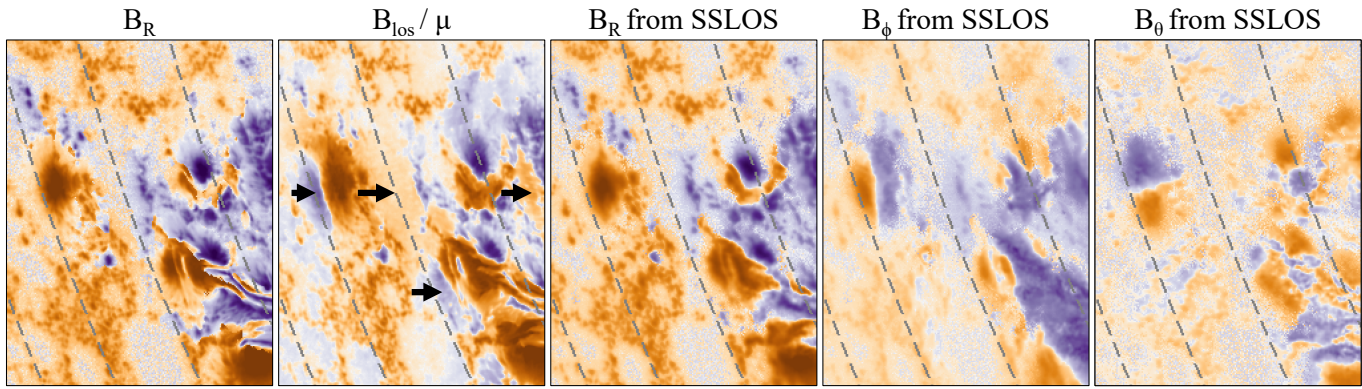 B_R
B_los / μ
B_R from SSLOS
B_ϕ from SSLOS
B_θ from SSLOS